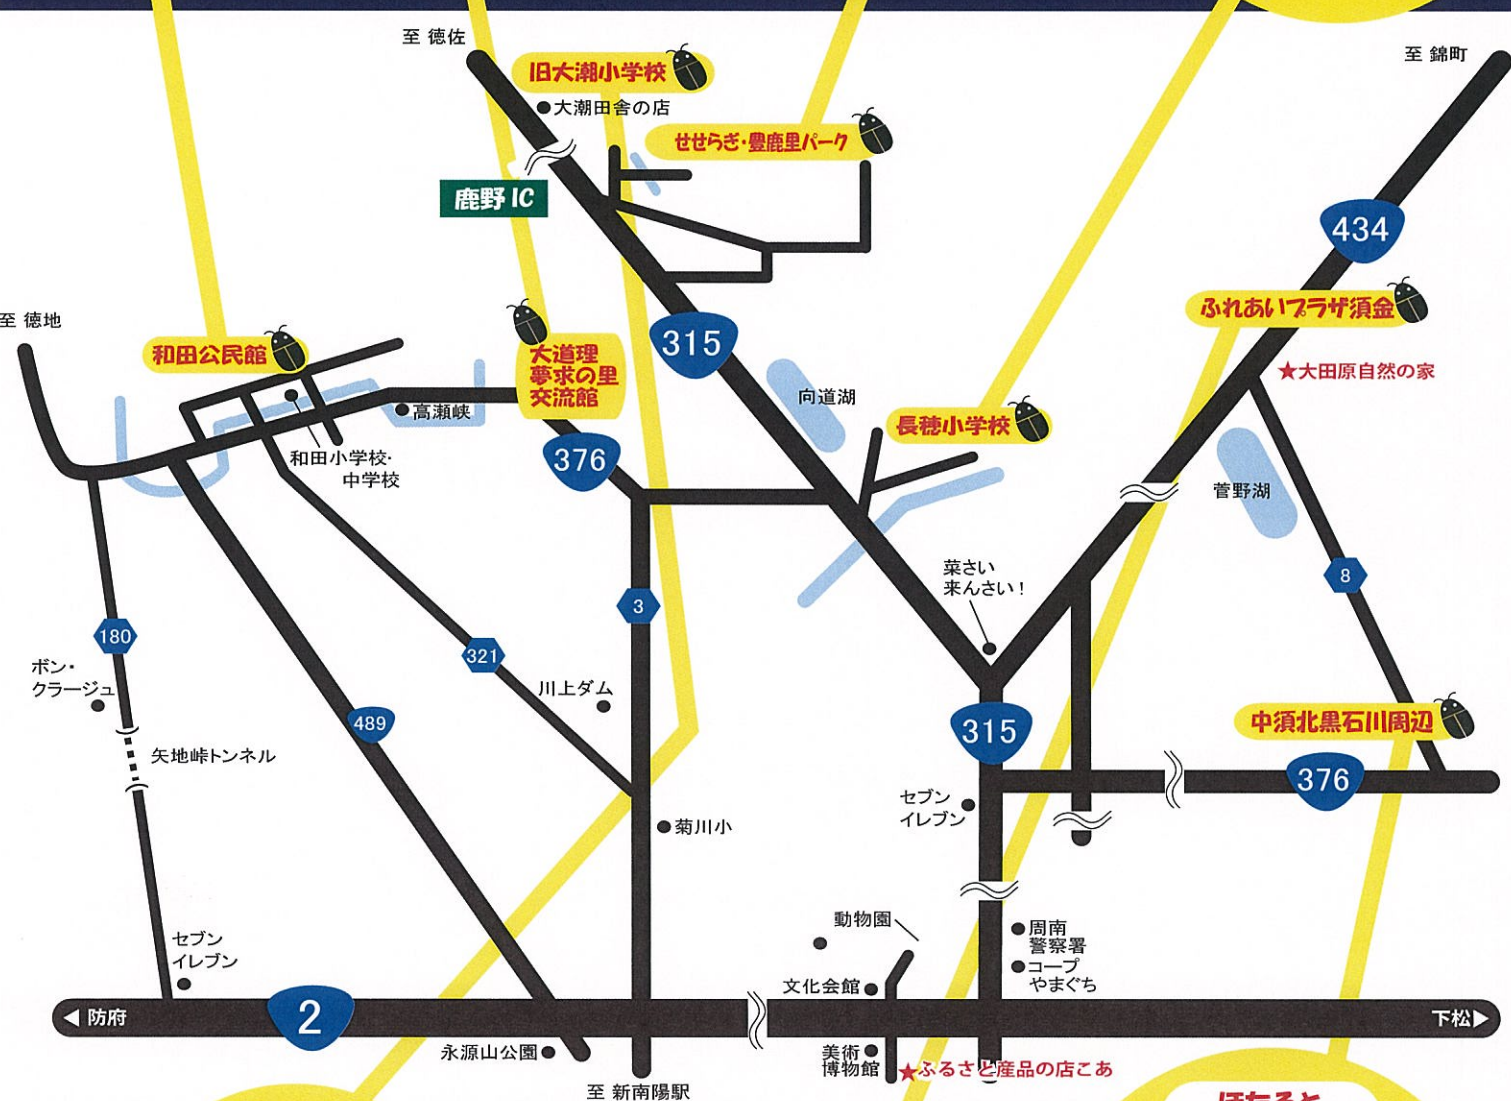 至 徳佐
旧大潮小学校
大潮田舎の店
せせらぎ・豊鹿里パーク
鹿野IC
至 錦町
434
ふれあいプラザ須金
★大田原自然の家
至 徳地
和田公民館
大道理
夢求の里
交流館
315
向道湖
長穂小学校
高瀬峡
和田小学校・
中学校
376
菅野湖
菜さい
来んさい!
8
3
180
321
ボン・
クラージュ
川上ダム
489
矢地峠トンネル
315
中須北黒石川周辺
376
セブン
イレブン
菊川小
動物園
周南
警察署
コープ
やまぐち
セブン
イレブン
文化会館
◀ 防府
2
下松▶
永源山公園
美術
博物館
★ふるさと産品の店こあ
至 新南陽駅
ほたると